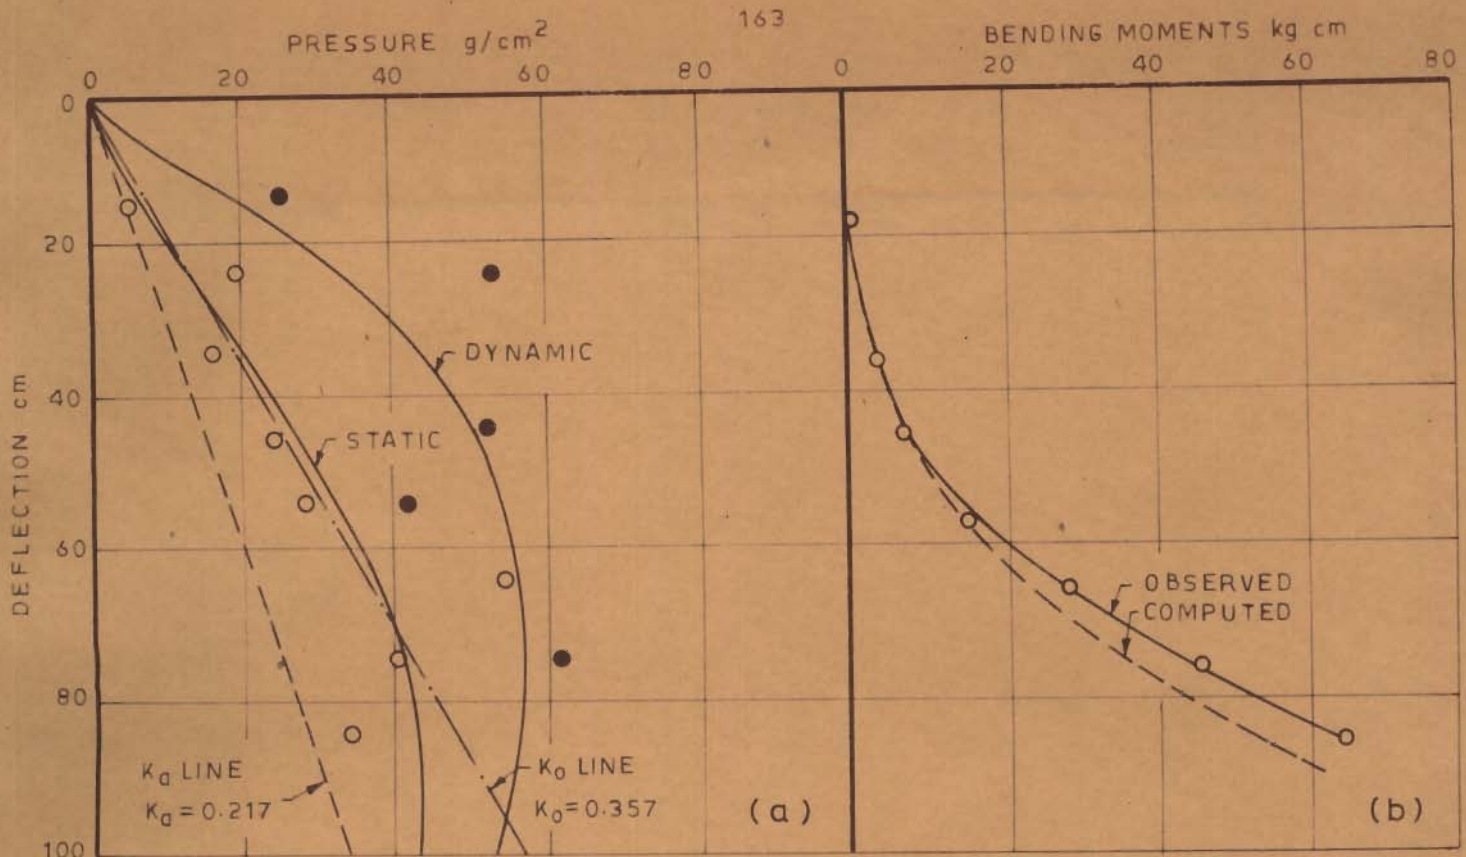 163
PRESSURE g/cm²
BENDING MOMENTS kg cm
0 20 40 60 80 0 20 40 60 80
0
20
40
60
80
100
DEFLECTION cm
DYNAMIC
STATIC
OBSERVED
COMPUTED
Ka LINE
Ka=0.217
K₀ LINE
K₀=0.357
(a)
(b)